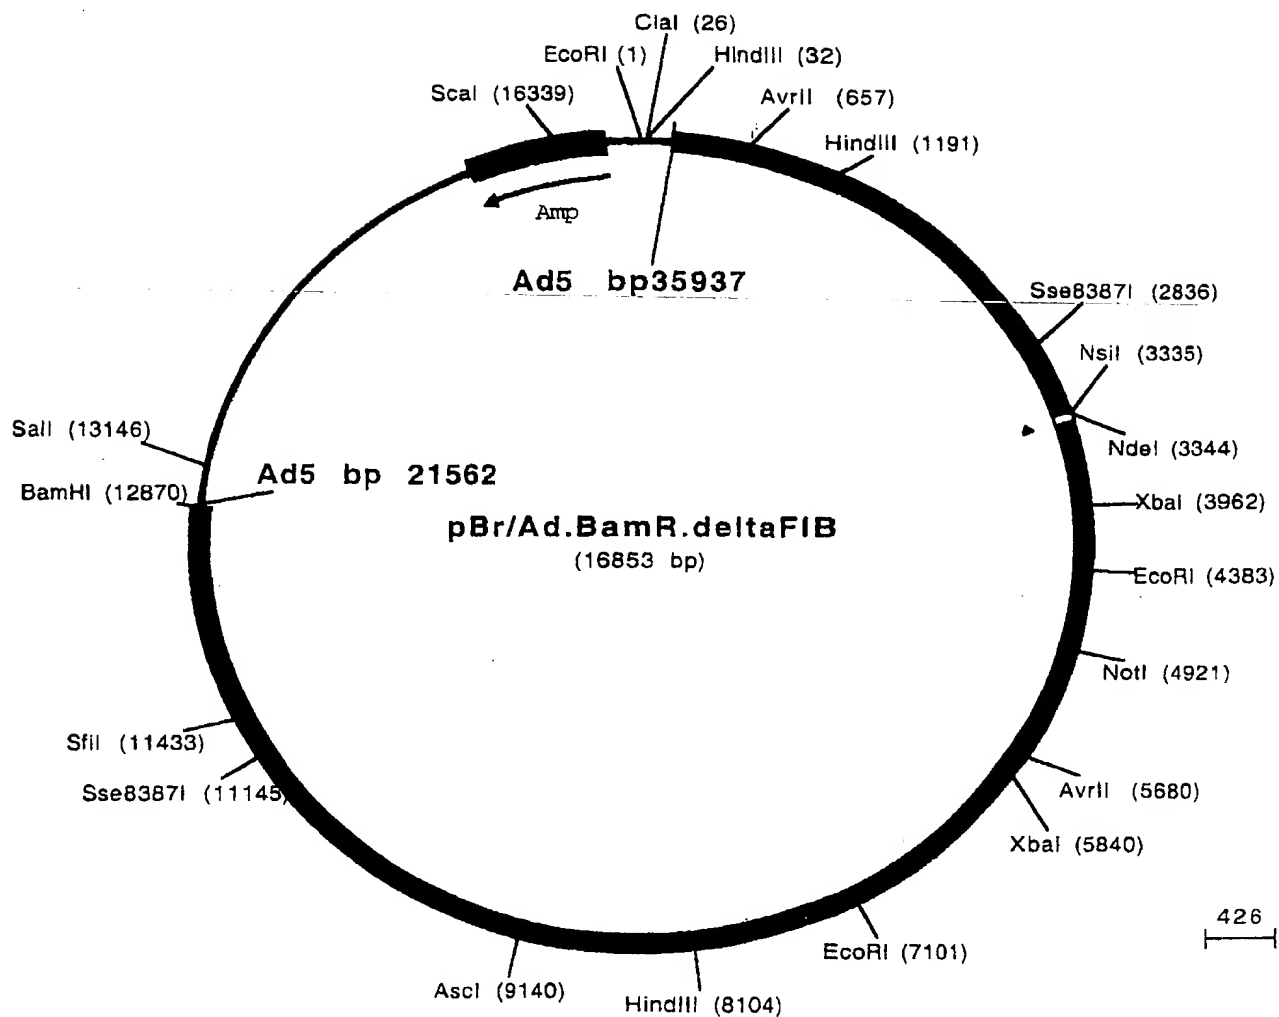 ClaI (26)
EcoRI (1)
HindIII (32)
ScaI (16339)
AvrII (657)
HindIII (1191)
Amp
Ad5 bp35937
Sse8387I (2836)
NsiI (3335)
SalI (13146)
NdeI (3344)
Ad5 bp 21562
BamHI (12870)
XbaI (3962)
pBr/Ad.BamR.deltaFIB
(16853 bp)
EcoRI (4383)
NotI (4921)
SfiI (11433)
Sse8387I (11145)
AvrII (5680)
XbaI (5840)
426
EcoRI (7101)
AscI (9140)
HindIII (8104)